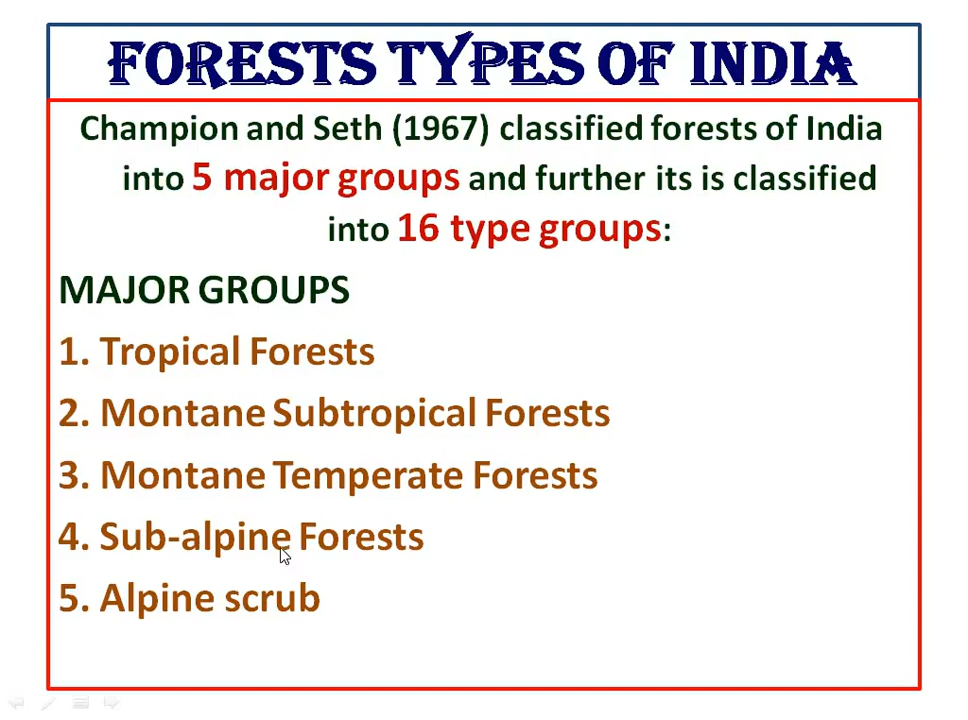 FORESTS TYPES OF INDIA
Champion and Seth (1967) classified forests of India
into 5 major groups and further its is classified
into 16 type groups:
MAJOR GROUPS
1. Tropical Forests
2. Montane Subtropical Forests
3. Montane Temperate Forests
4. Sub-alpine Forests
5. Alpine scrub